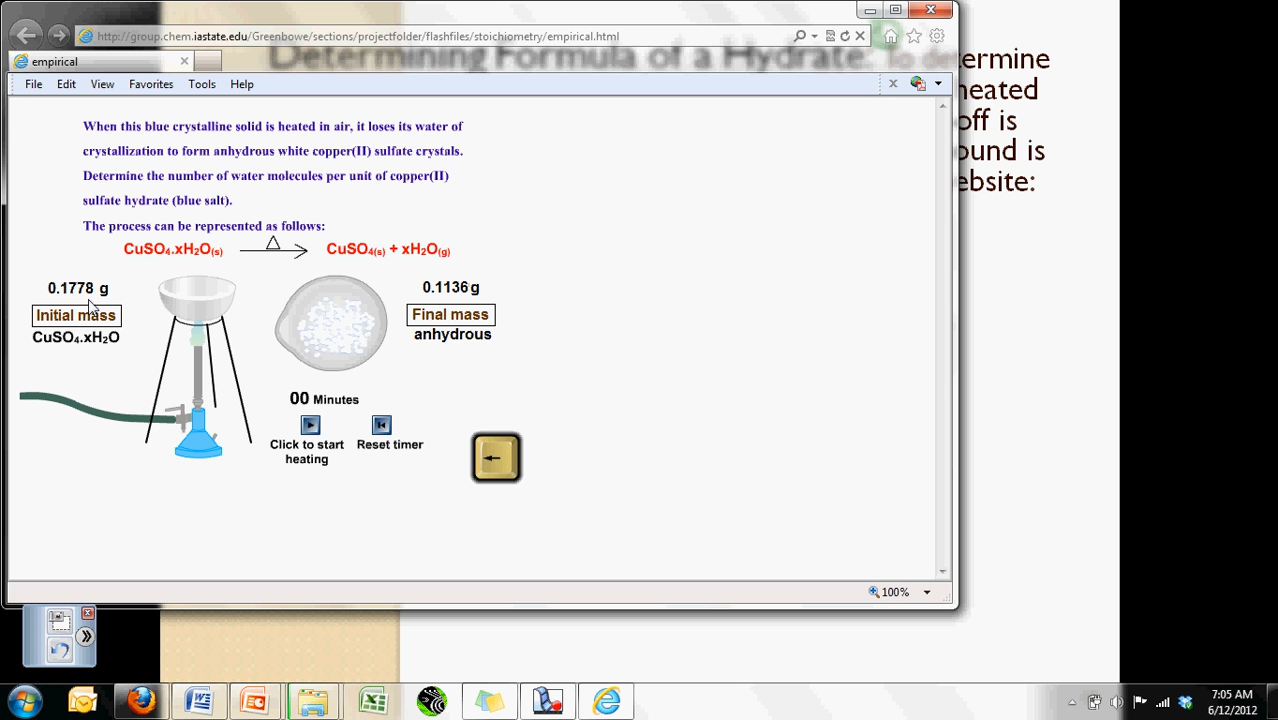 http://group.chem.iastate.edu/Greenbowe/sections/projectfolder/flashfiles/stoichiometry/empirical.html
Determining Formula of a Hydrate: To determine
empirical
heated
File Edit View Favorites Tools Help
off is
When this blue crystalline solid is heated in air, it loses its water of
crystallization to form anhydrous white copper(II) sulfate crystals.
ound is
Determine the number of water molecules per unit of copper(II)
ebsite:
sulfate hydrate (blue salt).
The process can be represented as follows:
CuSO₄.xH₂O(s) △ CuSO₄(s) + xH₂O(g)
0.1778 g
Initial mass
CuSO₄.xH₂O
0.1136 g
Final mass
anhydrous
00 Minutes
Click to start
heating
Reset timer
100%
7:05 AM
6/12/2012